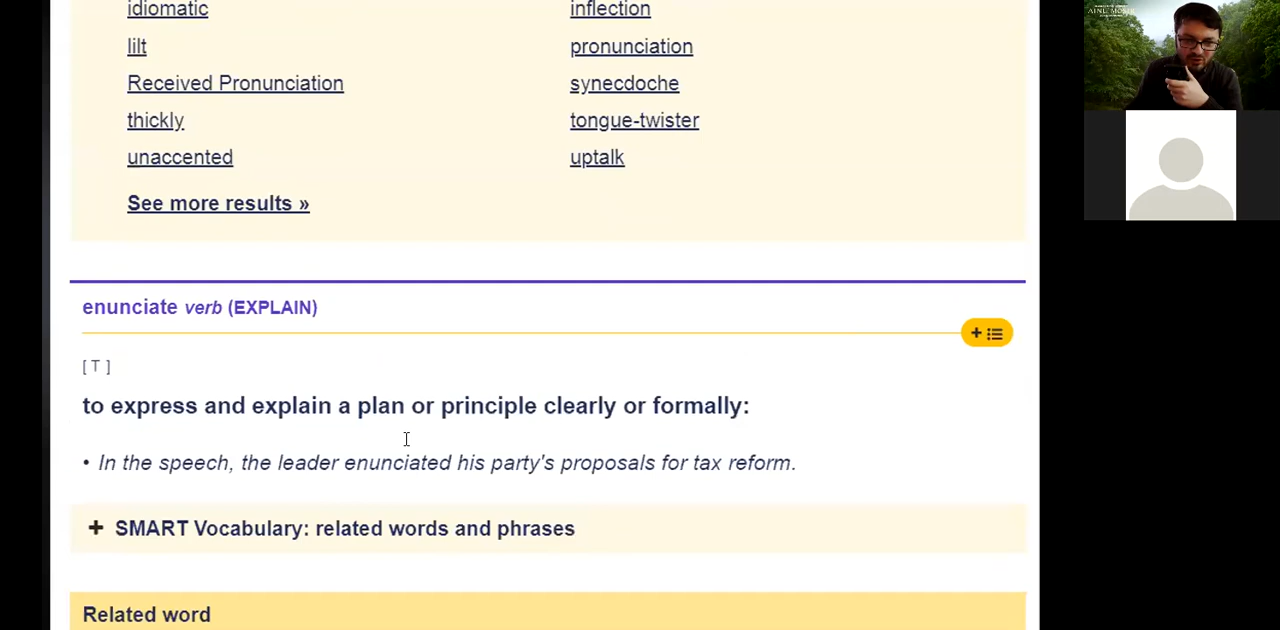 idiomatic
inflection
lilt
pronunciation
Received Pronunciation
synecdoche
thickly
tongue-twister
unaccented
uptalk
See more results »
enunciate verb (EXPLAIN)
+
[ T ]
to express and explain a plan or principle clearly or formally:
• In the speech, the leader enunciated his party's proposals for tax reform.
+ SMART Vocabulary: related words and phrases
Related word